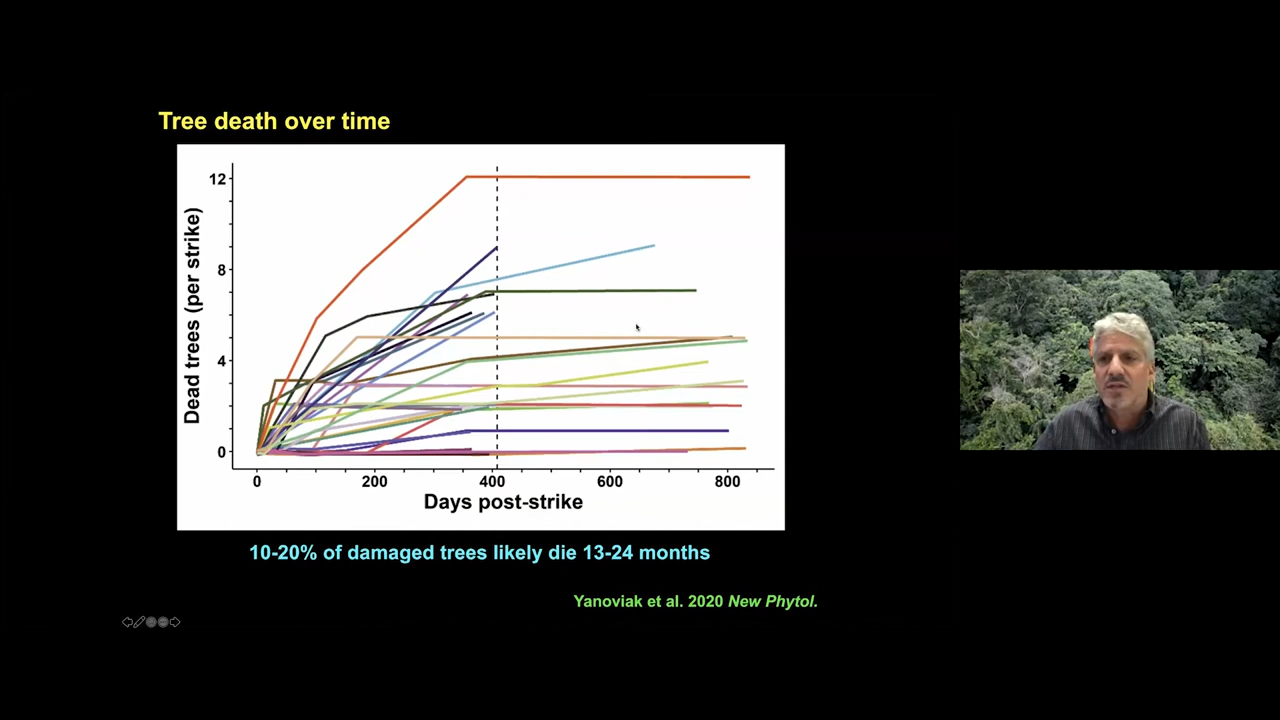 Tree death over time
12
8
4
0
Dead trees (per strike)
0 200 400 600 800
Days post-strike
10-20% of damaged trees likely die 13-24 months
Yanoviak et al. 2020 New Phytol.